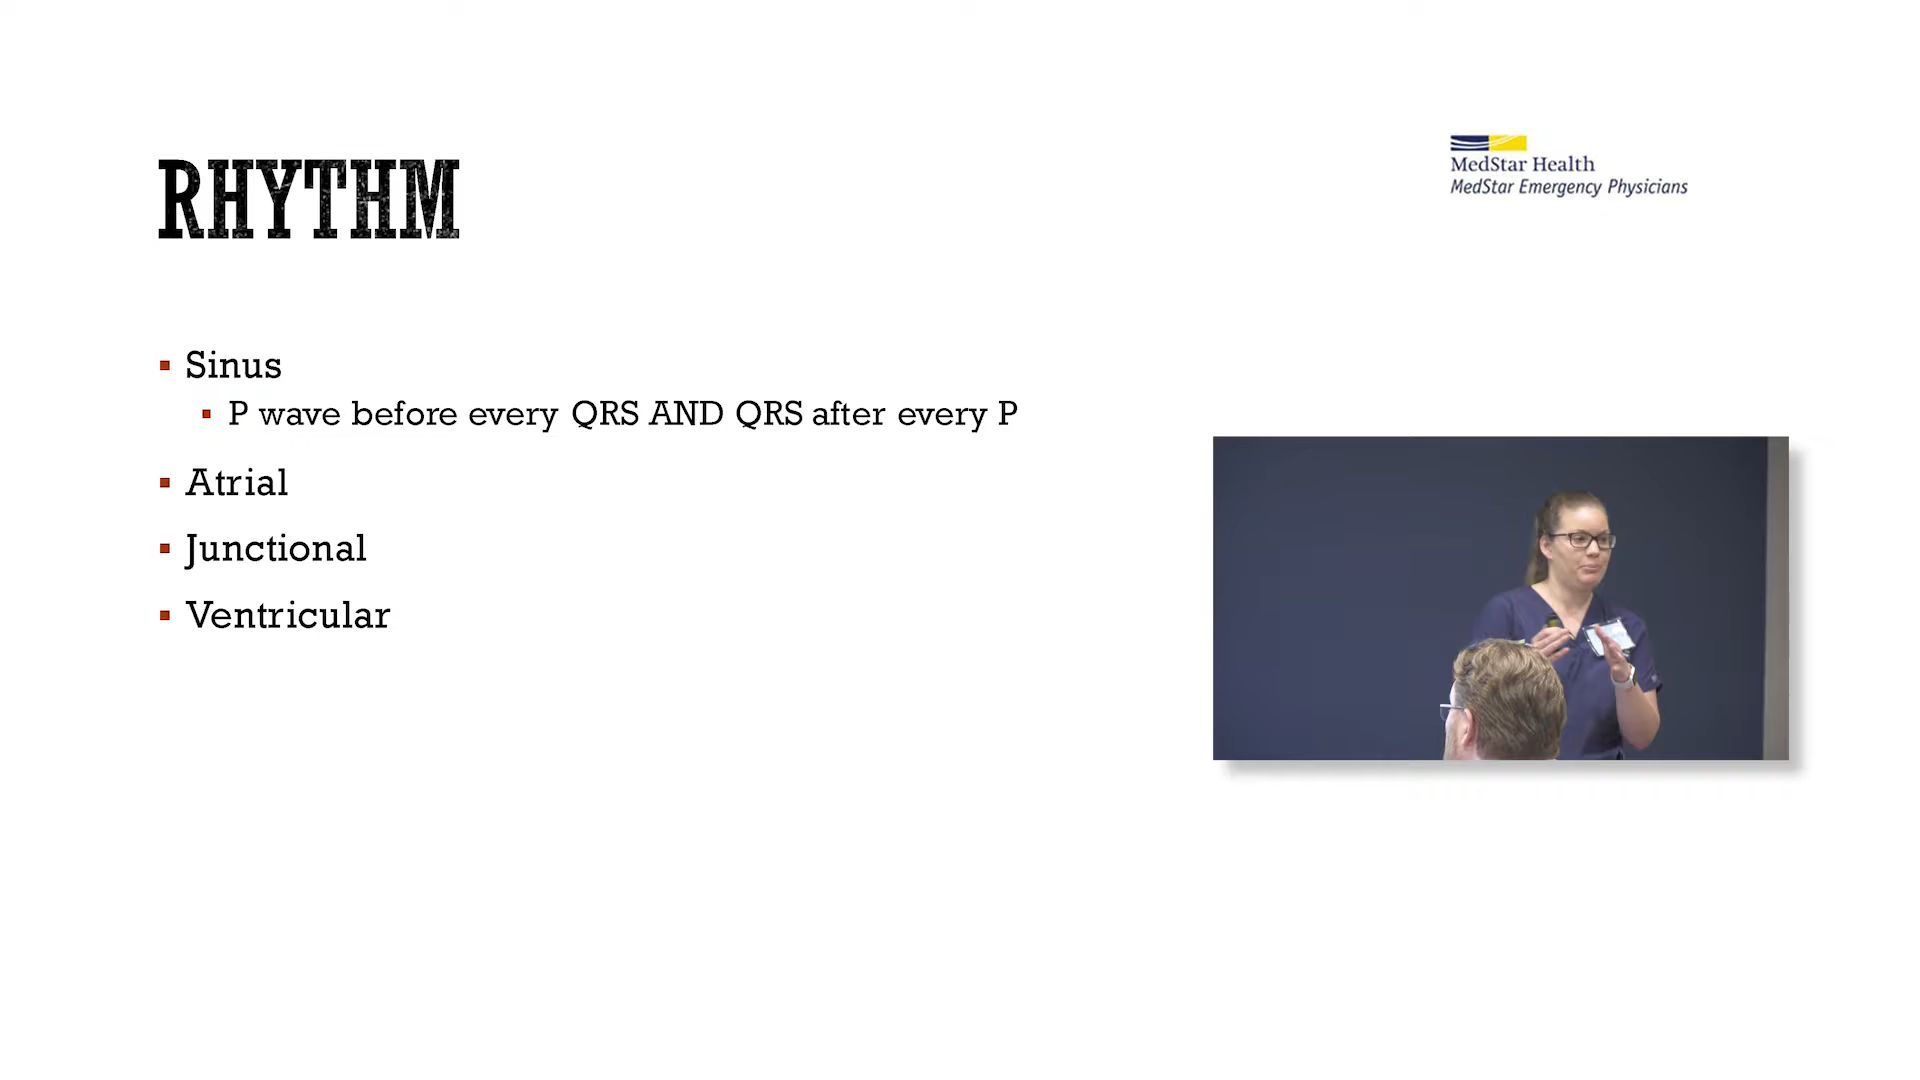 RHYTHM
MedStar Health
MedStar Emergency Physicians
Sinus
P wave before every QRS AND QRS after every P
Atrial
Junctional
Ventricular